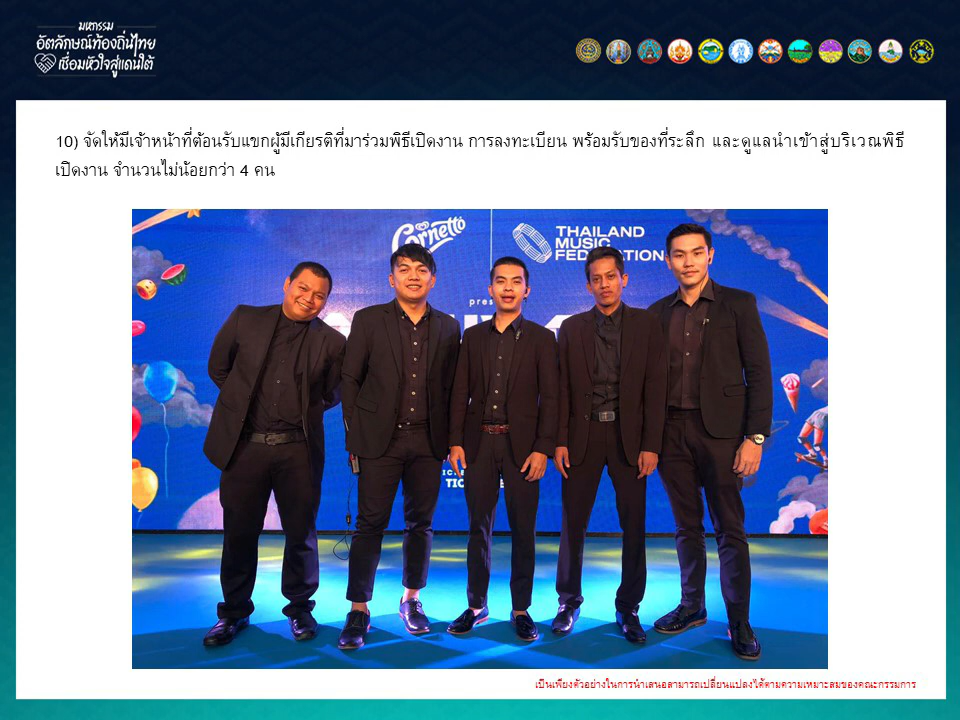 มหกรรม
อัตลักษณ์ท้องถิ่นไทย
เชื่อมหัวใจสู่แดนใต้
10) จัดให้มีเจ้าหน้าที่ต้อนรับแขกผู้มีเกียรติที่มาร่วมพิธีเปิดงาน การลงทะเบียน พร้อมรับของที่ระลึก และดูแลนำเข้าสู่บริเวณพิธี
เปิดงาน จำนวนไม่น้อยกว่า 4 คน
Cornetto
THAILAND
MUSIC
FEDERATION
เป็นเพียงตัวอย่างในการนำเสนอสามารถเปลี่ยนแปลงได้ตามความเหมาะสมของคณะกรรมการ